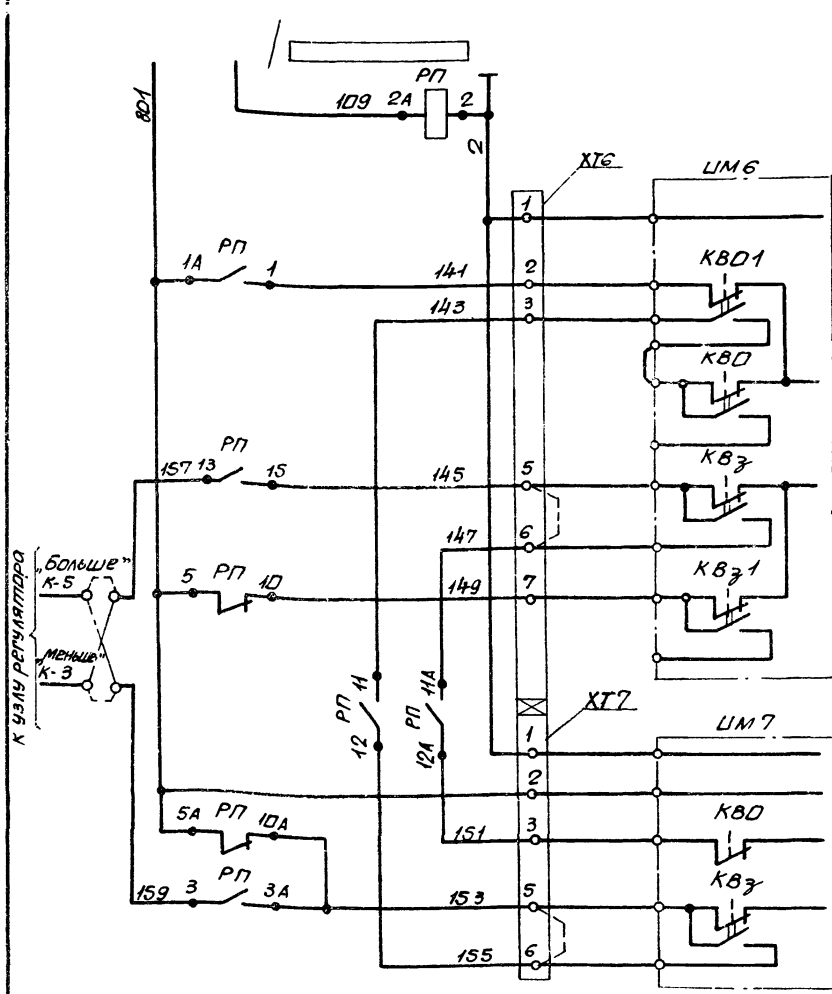 801
109
2А
РП
2
2
ХТ6
ИМ6
1
1А
РП
1
141
2
КВО1
143
3
КВО
157
13
РП
15
145
5
КВз
147
6
"Больше"
К-5
5
РП
10
149
7
КВз1
"Меньше"
К-3
К узлу регулятора
11
РП
12
11А
РП
12А
ХТ7
ИМ7
1
2
5А
РП
10А
151
3
КВО
159
3
РП
3А
153
5
КВз
155
6